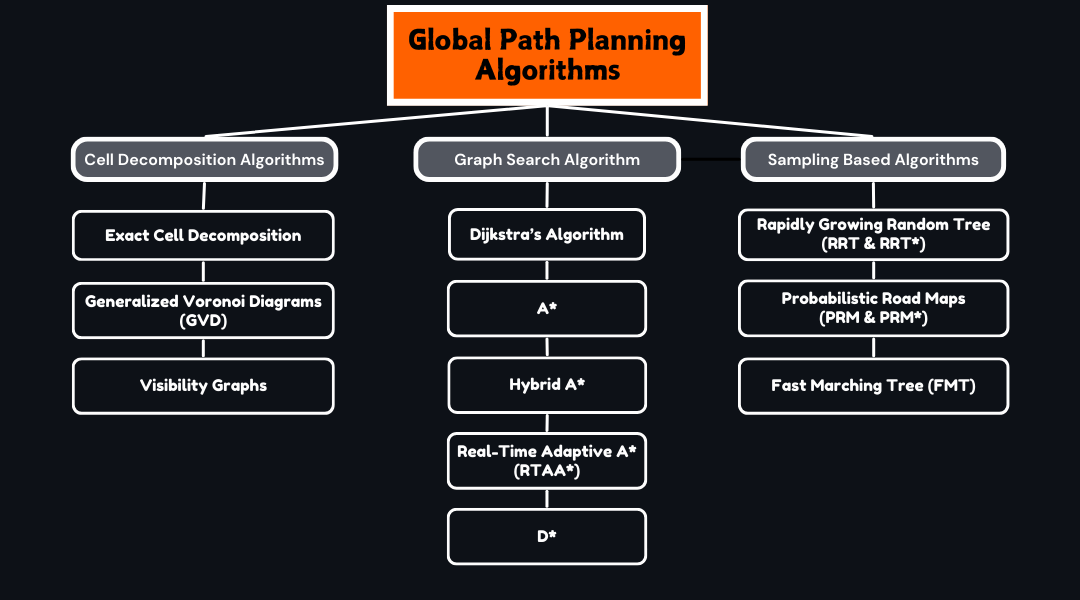 Global Path Planning
Algorithms
Cell Decomposition Algorithms
Graph Search Algorithm
Sampling Based Algorithms
Exact Cell Decomposition
Generalized Voronoi Diagrams
(GVD)
Visibility Graphs
Dijkstra's Algorithm
A*
Hybrid A*
Real-Time Adaptive A*
(RTAA*)
D*
Rapidly Growing Random Tree
(RRT & RRT*)
Probabilistic Road Maps
(PRM & PRM*)
Fast Marching Tree (FMT)